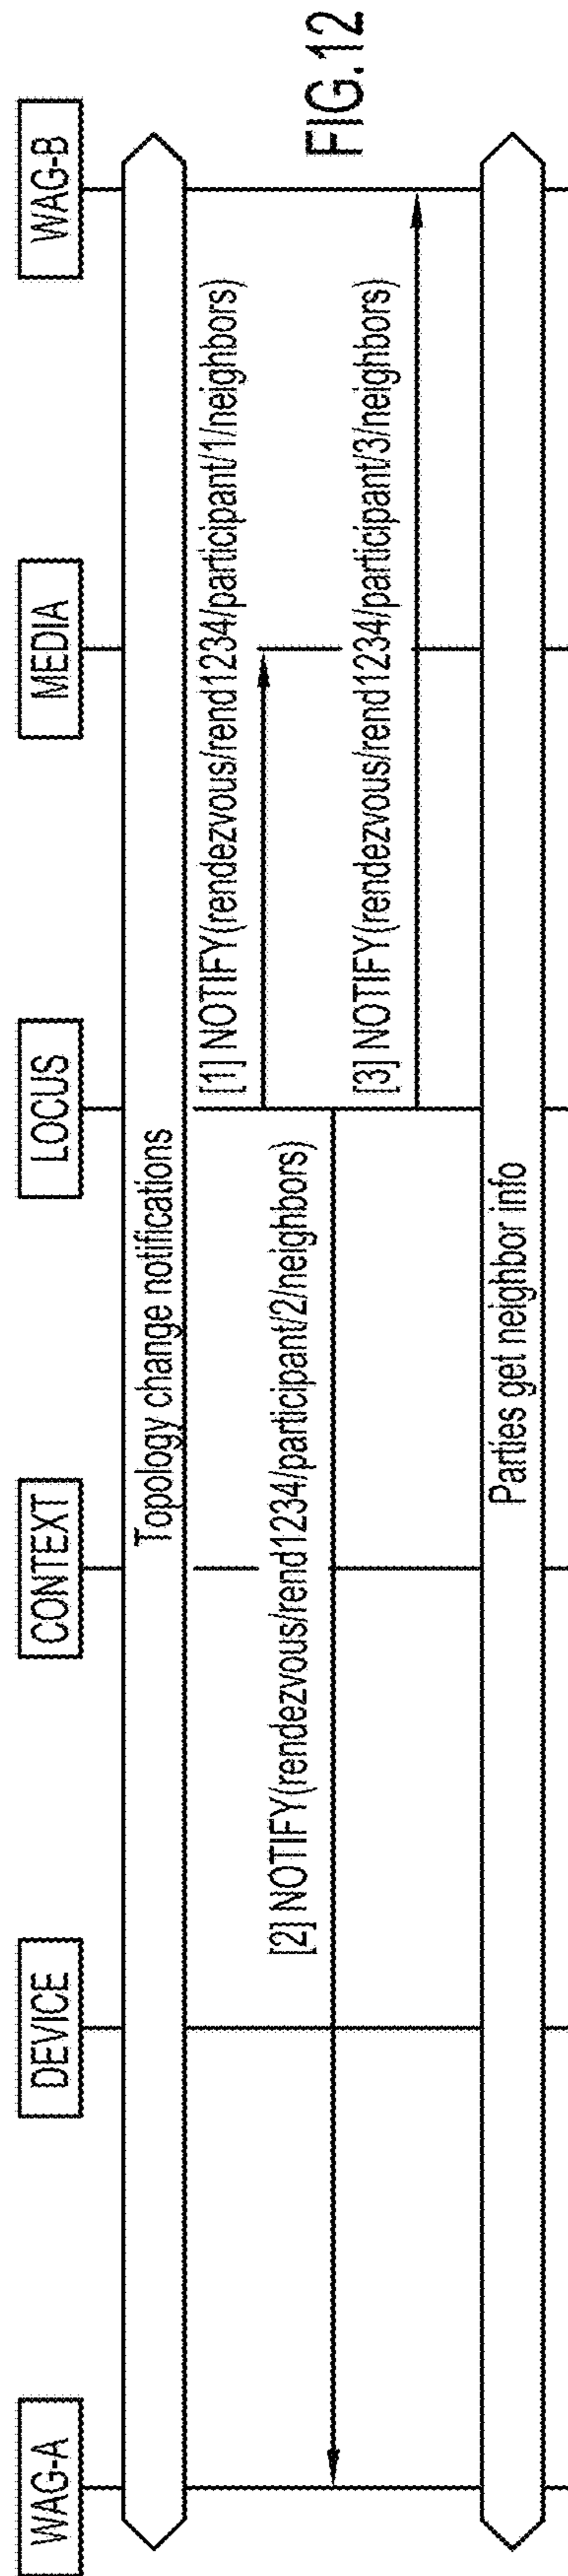 WAG-A
DEVICE
CONTEXT
LOCUS
MEDIA
WAG-B
Topology change notifications
[1] NOTIFY(rendezvous/rend1234/participant/1/neighbors)
[2] NOTIFY(rendezvous/rend1234/participant/2/neighbors)
[3] NOTIFY(rendezvous/rend1234/participant/3/neighbors)
Parties get neighbor info
FIG.12